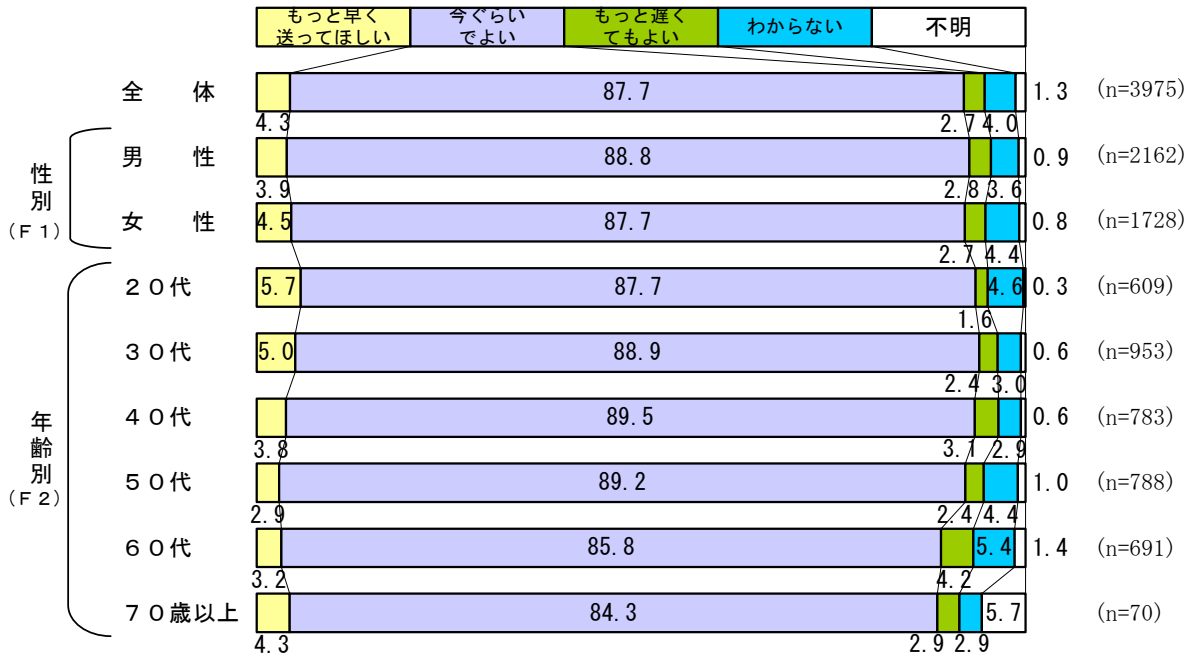 もっと早く
送ってほしい
今ぐらい
でよい
もっと遅く
てもよい
わからない
不明
全 体
87.7
1.3
(n=3975)
4.3
2.7
4.0
性別
(F1)
男 性
88.8
0.9
(n=2162)
3.9
2.8
3.6
女 性
4.5
87.7
0.8
(n=1728)
2.7
4.4
年齢別
(F2)
20代
5.7
87.7
4.6
0.3
(n=609)
1.6
30代
5.0
88.9
0.6
(n=953)
2.4
3.0
40代
89.5
0.6
(n=783)
3.8
3.1
2.9
50代
89.2
1.0
(n=788)
2.9
2.4
4.4
60代
85.8
5.4
1.4
(n=691)
3.2
4.2
70歳以上
84.3
5.7
(n=70)
4.3
2.9
2.9